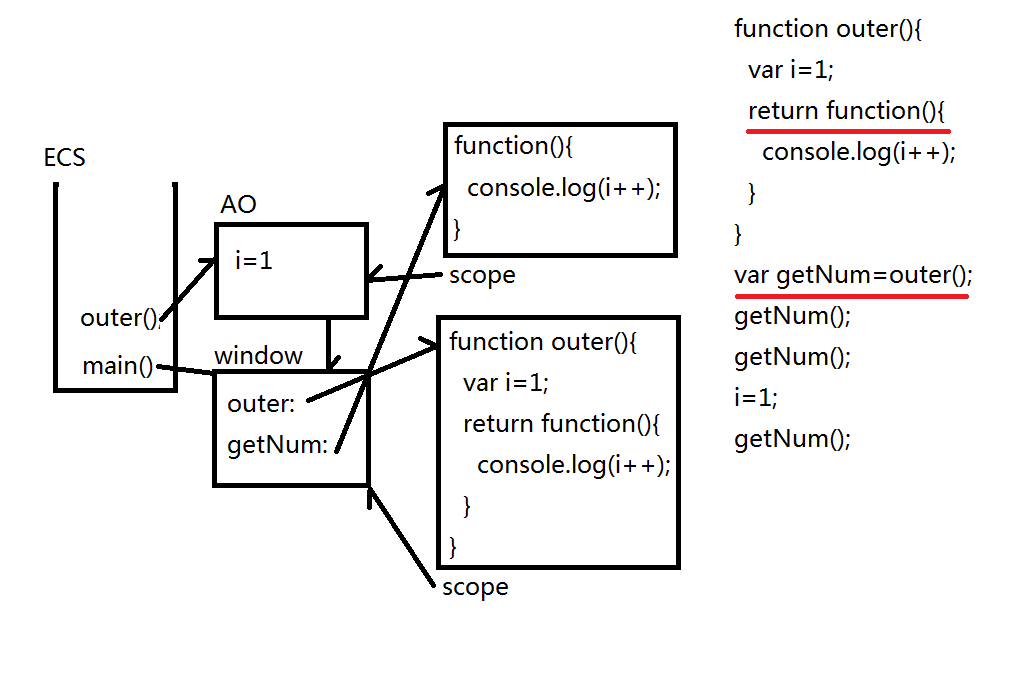 ECS
outer();
main()
AO
i=1
window
outer:
getNum:
function(){
console.log(i++);
}
scope
function outer(){
var i=1;
return function(){
console.log(i++);
}
}
scope
function outer(){
var i=1;
return function(){
console.log(i++);
}
}
var getNum=outer();
getNum();
getNum();
i=1;
getNum();